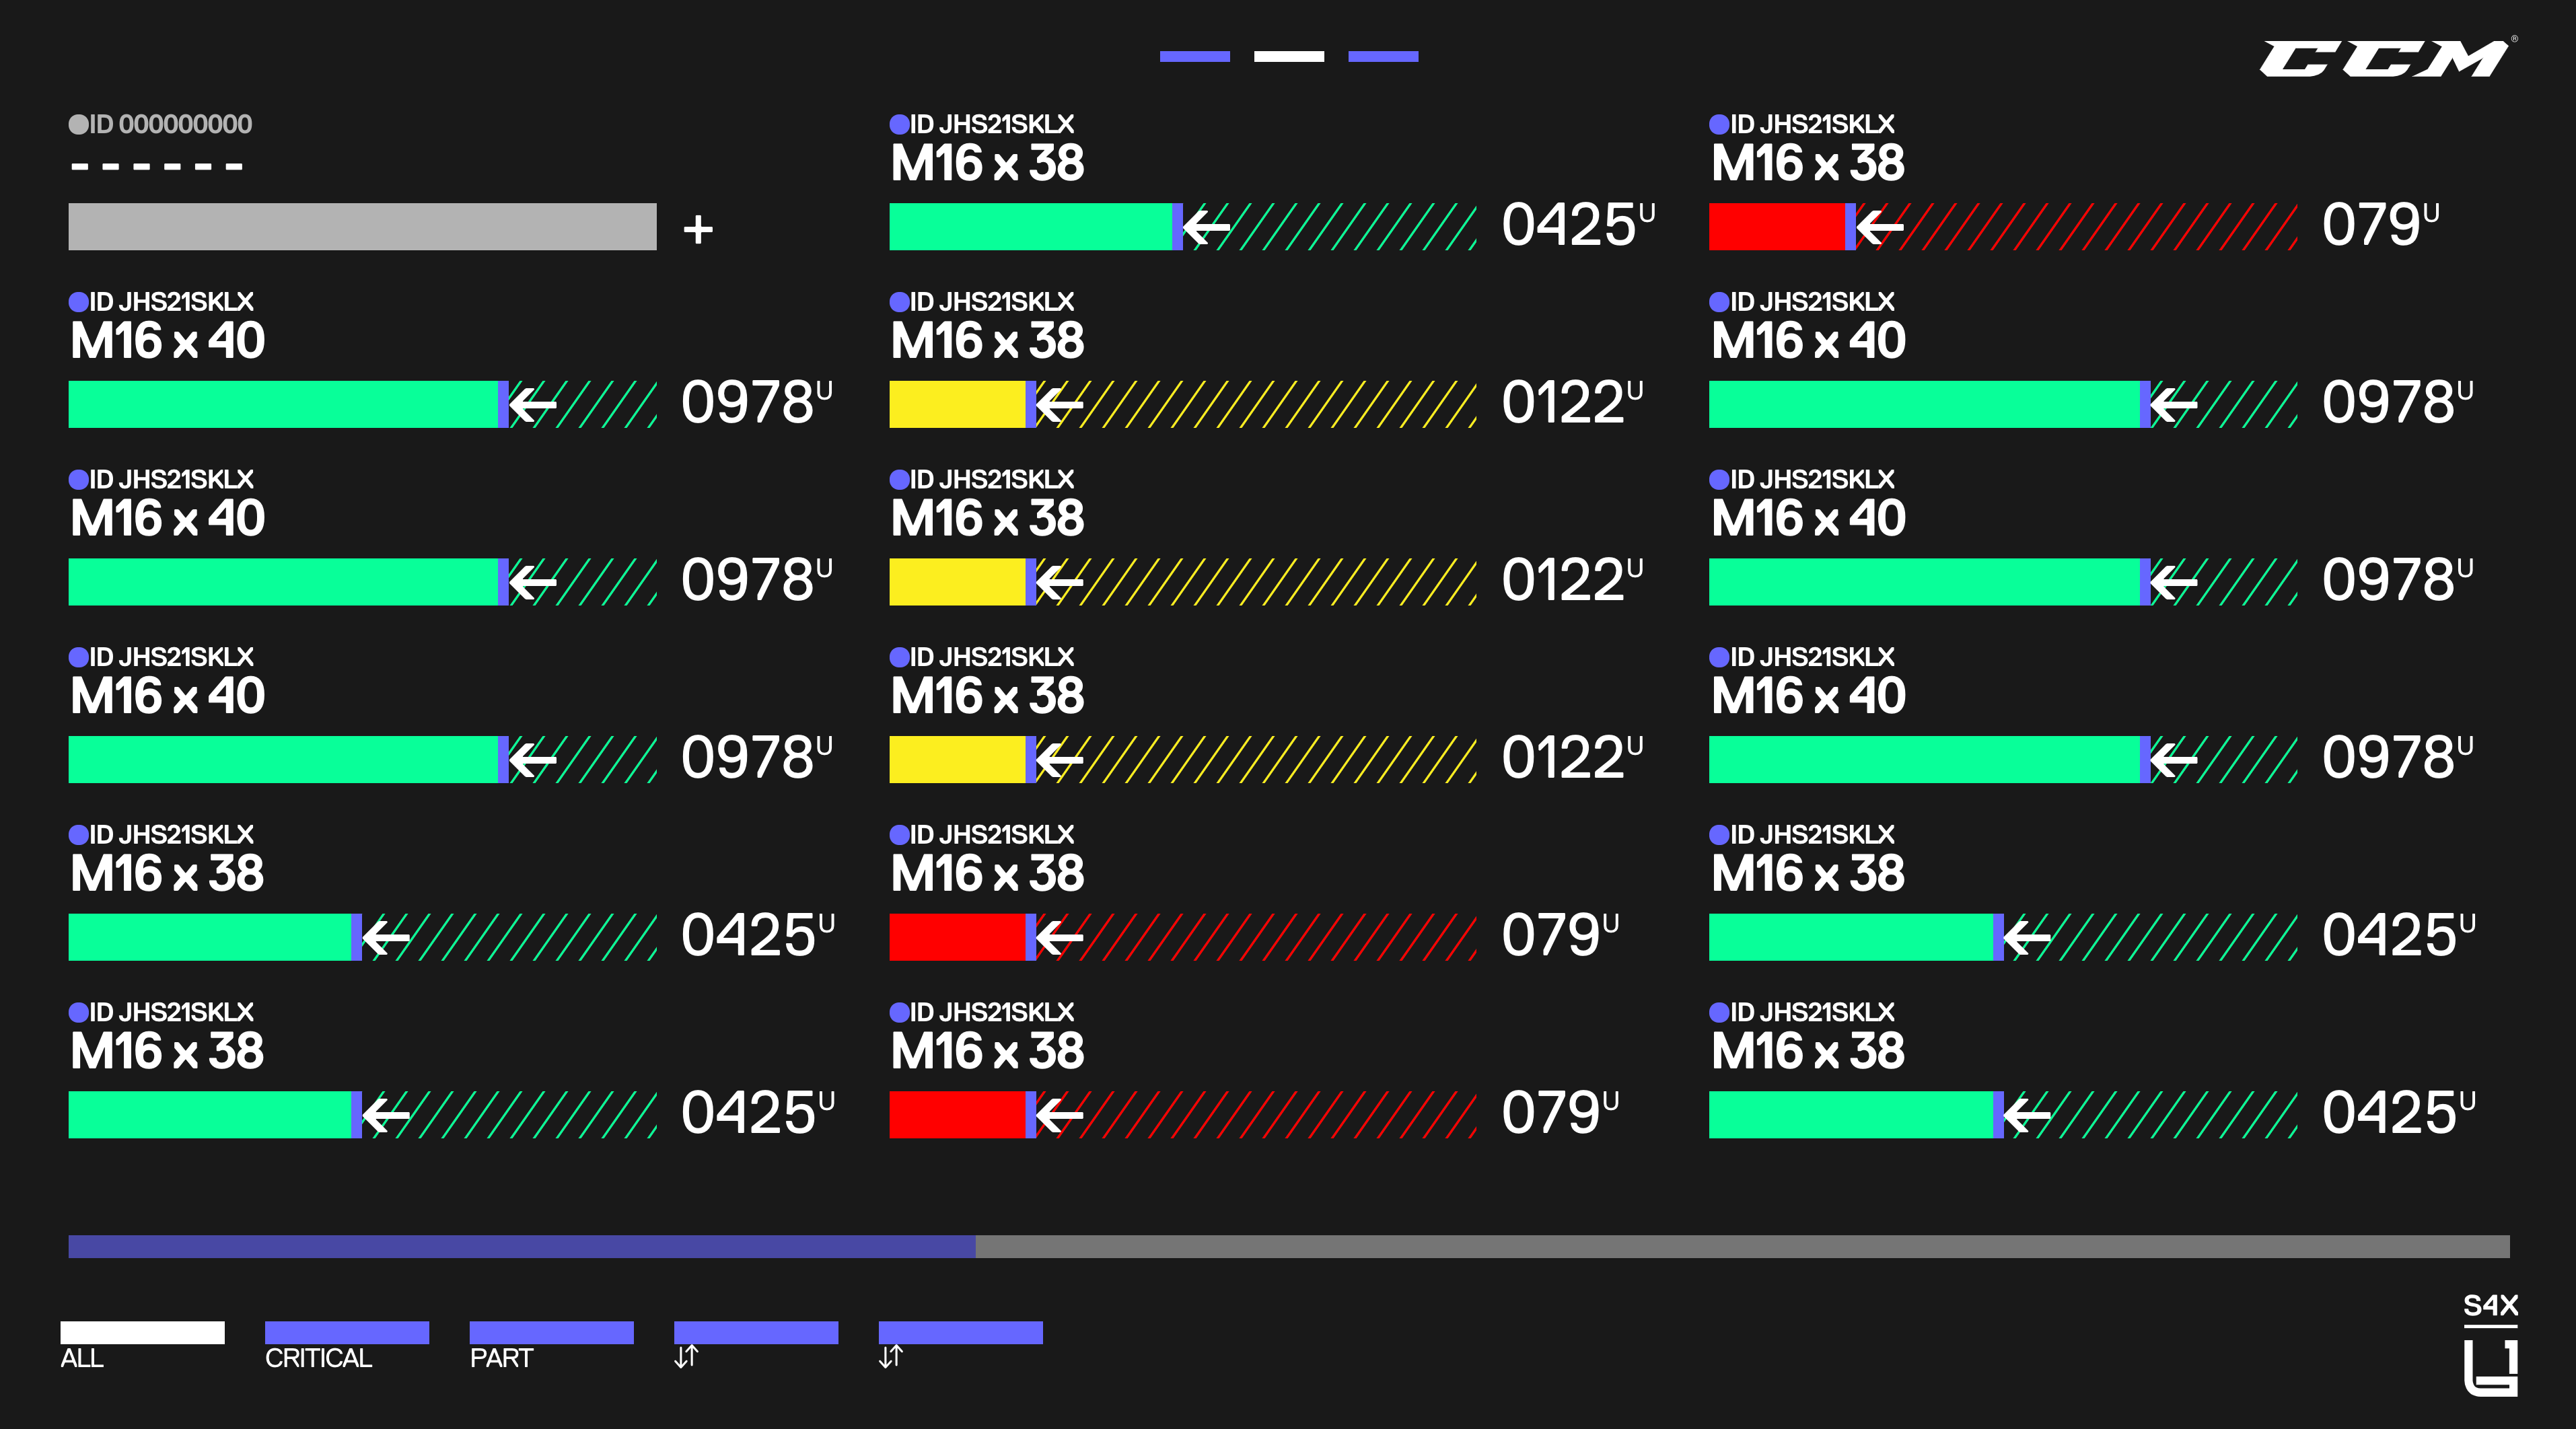 CCM®
ID 000000000
- - - - - -
+
ID JHS21SKLX
M16 x 40
0978U
ID JHS21SKLX
M16 x 40
0978U
ID JHS21SKLX
M16 x 40
0978U
ID JHS21SKLX
M16 x 38
0425U
ID JHS21SKLX
M16 x 38
0425U
ID JHS21SKLX
M16 x 38
0425U
ID JHS21SKLX
M16 x 38
0122U
ID JHS21SKLX
M16 x 38
0122U
ID JHS21SKLX
M16 x 38
0122U
ID JHS21SKLX
M16 x 38
079U
ID JHS21SKLX
M16 x 38
079U
ID JHS21SKLX
M16 x 38
079U
ID JHS21SKLX
M16 x 40
0978U
ID JHS21SKLX
M16 x 40
0978U
ID JHS21SKLX
M16 x 40
0978U
ID JHS21SKLX
M16 x 38
0425U
ID JHS21SKLX
M16 x 38
0425U
ALL
CRITICAL
PART
S4X